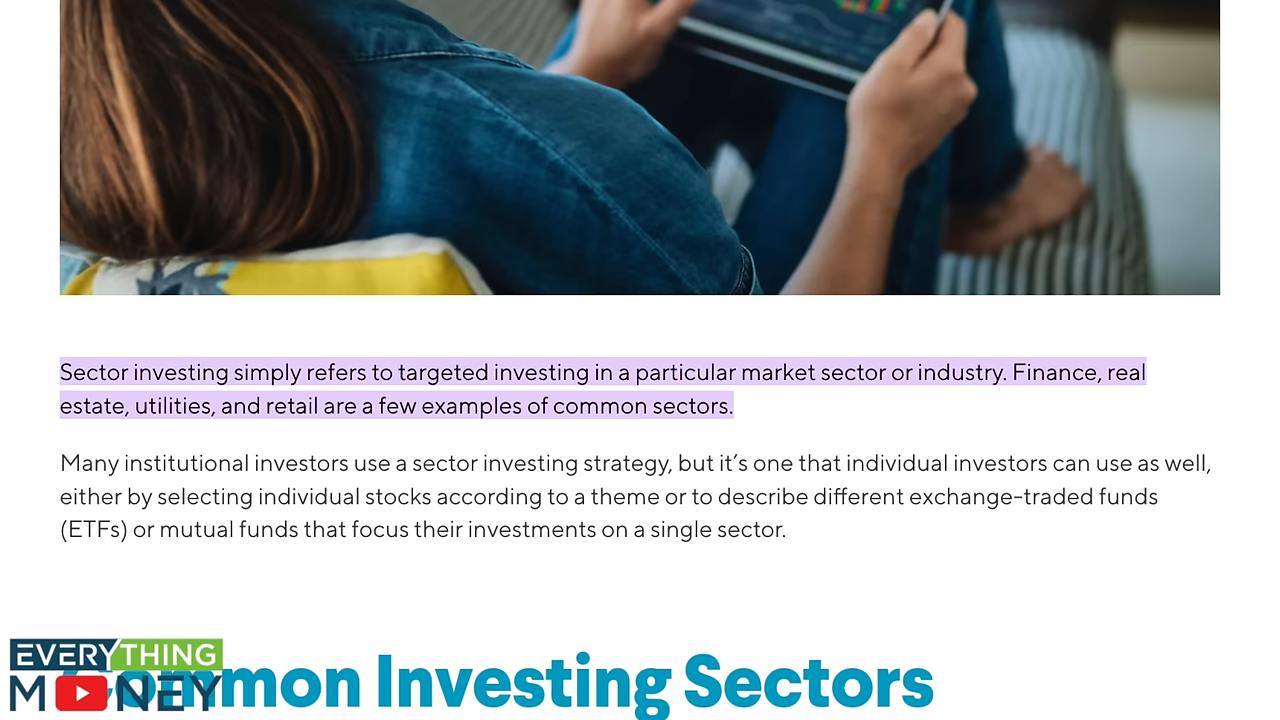 Sector investing simply refers to targeted investing in a particular market sector or industry. Finance, real
estate, utilities, and retail are a few examples of common sectors.
Many institutional investors use a sector investing strategy, but it’s one that individual investors can use as well,
either by selecting individual stocks according to a theme or to describe different exchange-traded funds
(ETFs) or mutual funds that focus their investments on a single sector.
Common Investing Sectors
EVERYTHING
MONEY